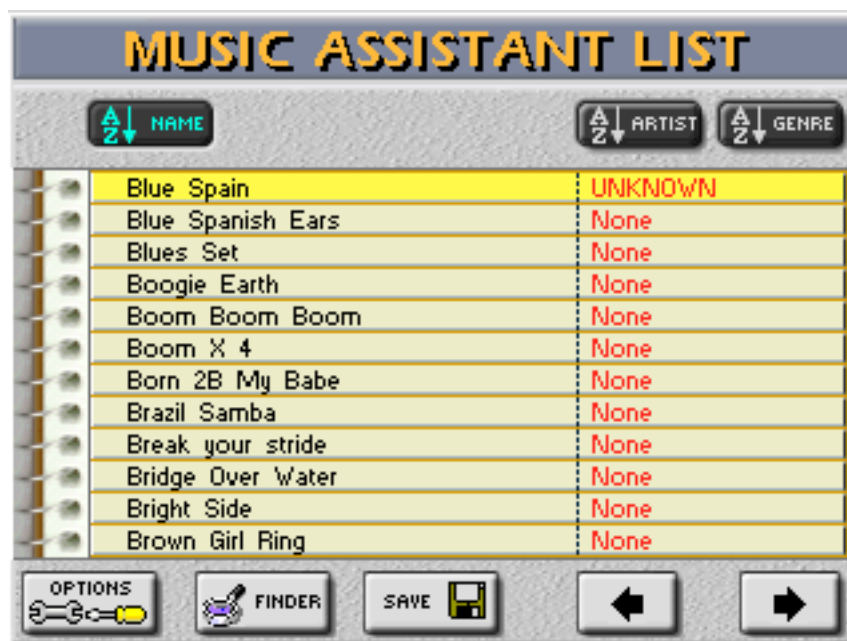 MUSIC ASSISTANT LIST
A Z NAME A Z ARTIST A Z GENRE
Blue Spain UNKNOWN
Blue Spanish Ears None
Blues Set None
Boogie Earth None
Boom Boom Boom None
Boom X 4 None
Born 2B My Babe None
Brazil Samba None
Break your stride None
Bridge Over Water None
Bright Side None
Brown Girl Ring None
OPTIONS FINDER SAVE